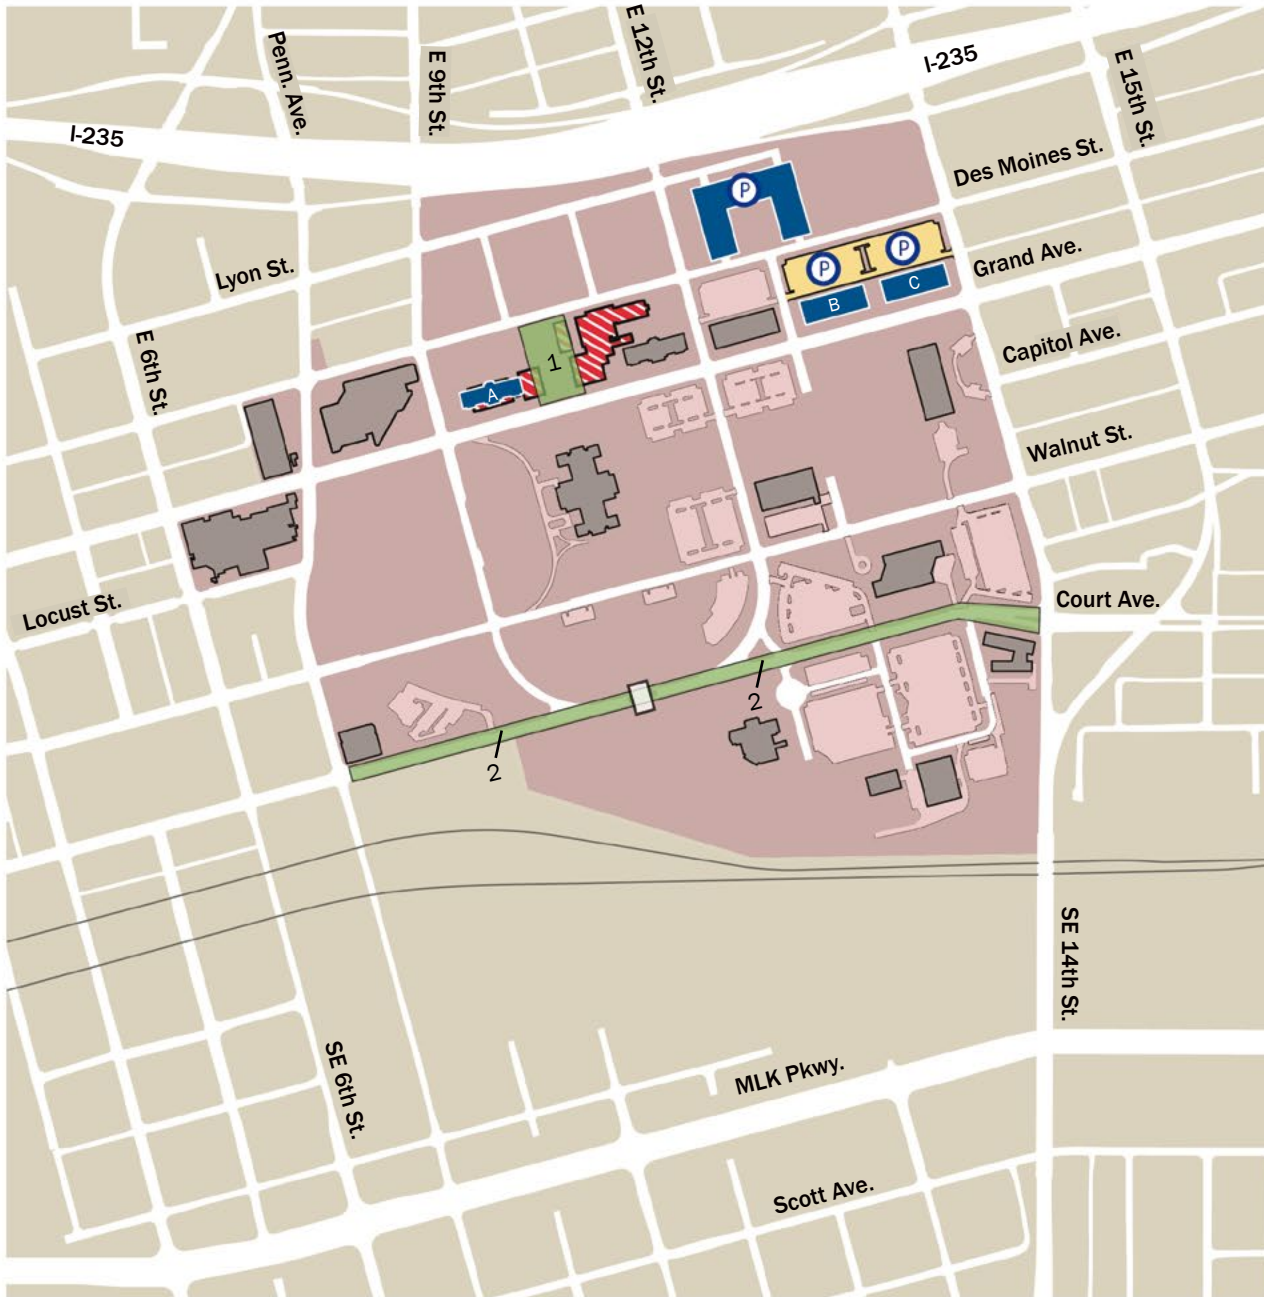 E 12th St.
Penn. Ave.
E 9th St.
I-235
E 15th St.
I-235
Des Moines St.
P
Lyon St.
P
P
Grand Ave.
C
B
E 6th St.
1
Capitol Ave.
A
Walnut St.
Locust St.
Court Ave.
2
2
SE 14th St.
SE 6th St.
MLK Pkwy.
Scott Ave.